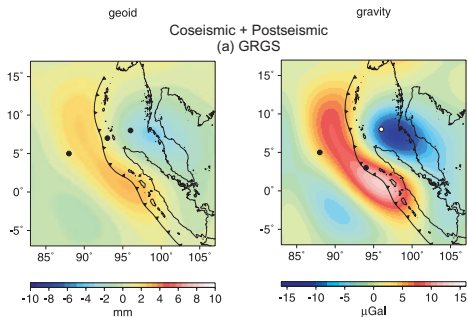 geoid gravity
Coseismic + Postseismic
(a) GRGS
15˚ 15˚
10˚ 10˚
5˚ 5˚
0˚ 0˚
-5˚ -5˚
85˚ 90˚ 95˚ 100˚ 105˚ 85˚ 90˚ 95˚ 100˚ 105˚
-10 -8 -6 -4 -2 0 2 4 6 8 10 -15 -10 -5 0 5 10 15
mm µGal